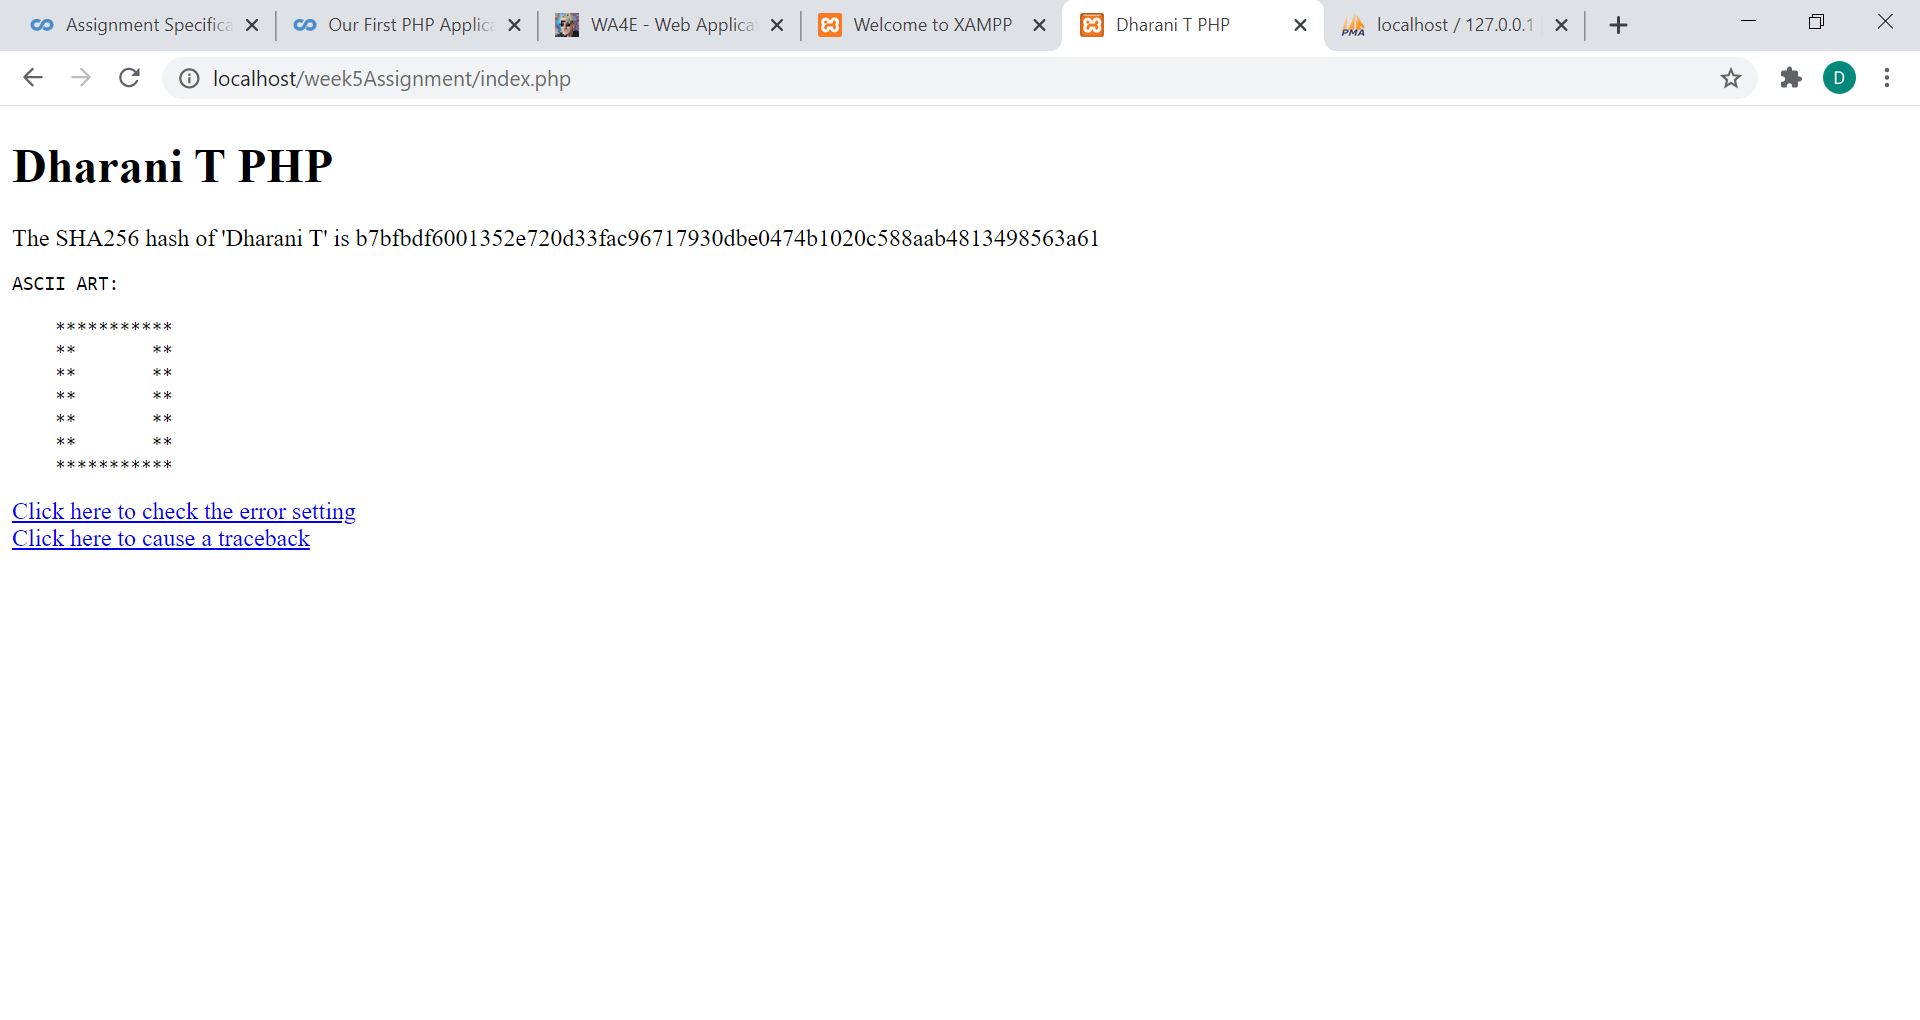 Assignment Specifica
Our First PHP Applic
WA4E - Web Applica
Welcome to XAMPP
Dharani T PHP
PMA
localhost / 127.0.0.1
localhost/week5Assignment/index.php
D
Dharani T PHP
The SHA256 hash of 'Dharani T' is b7bfbdf6001352e720d33fac96717930dbe0474b1020c588aab4813498563a61
ASCII ART:
***********
**       **
**       **
**       **
**       **
**       **
***********
Click here to check the error setting
Click here to cause a traceback